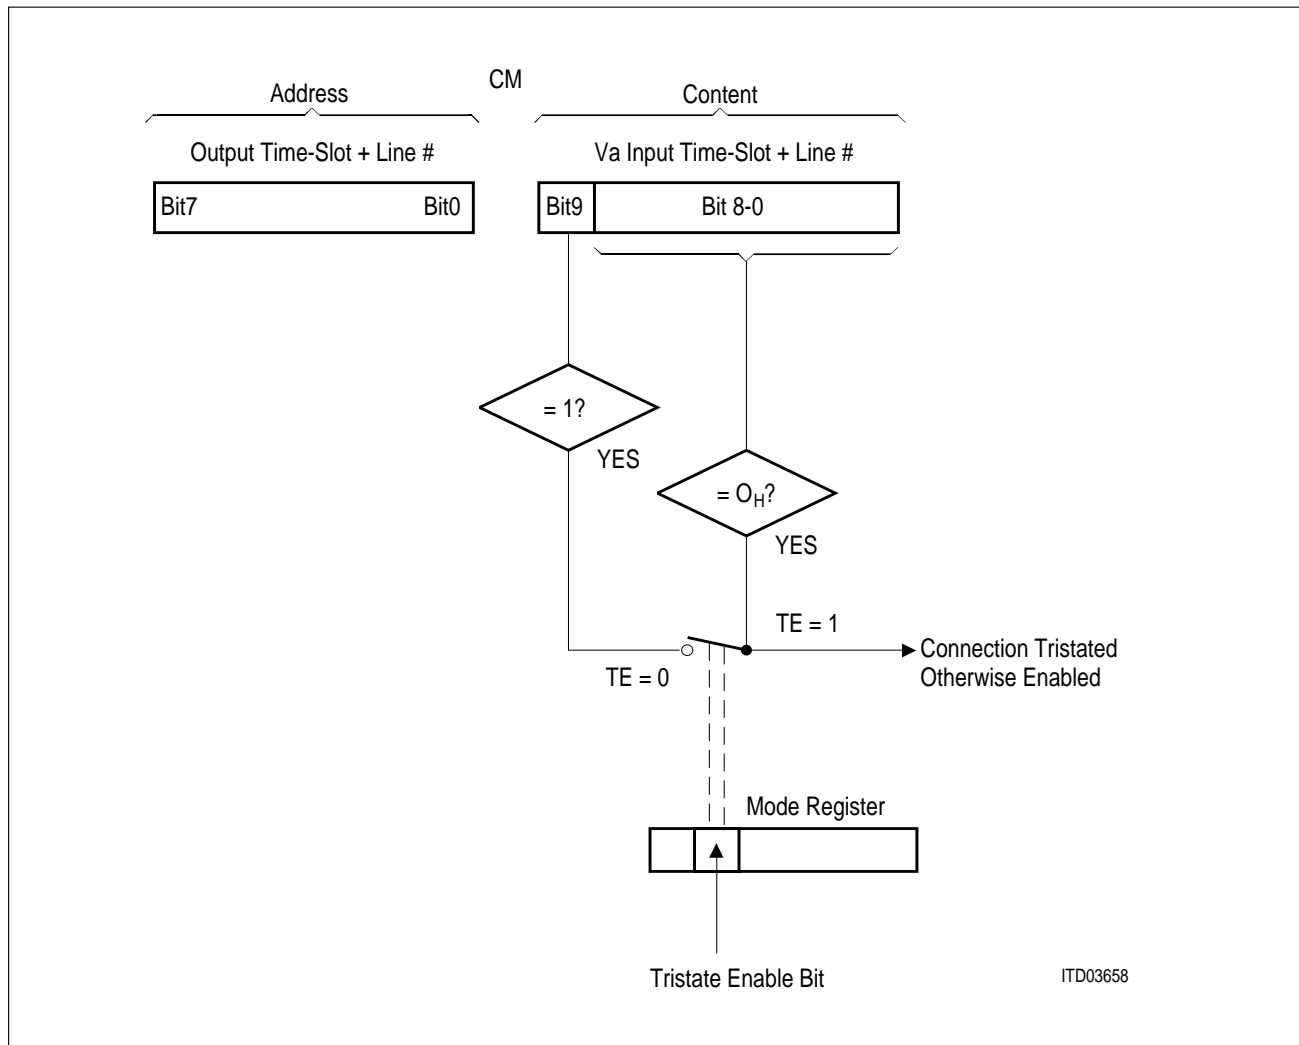 CM
Address
Content
Output Time-Slot + Line #
Va Input Time-Slot + Line #
Bit7
Bit0
Bit9
Bit 8-0
= 1?
YES
= OH?
YES
TE = 1
TE = 0
Connection Tristated
Otherwise Enabled
Mode Register
Tristate Enable Bit
ITD03658